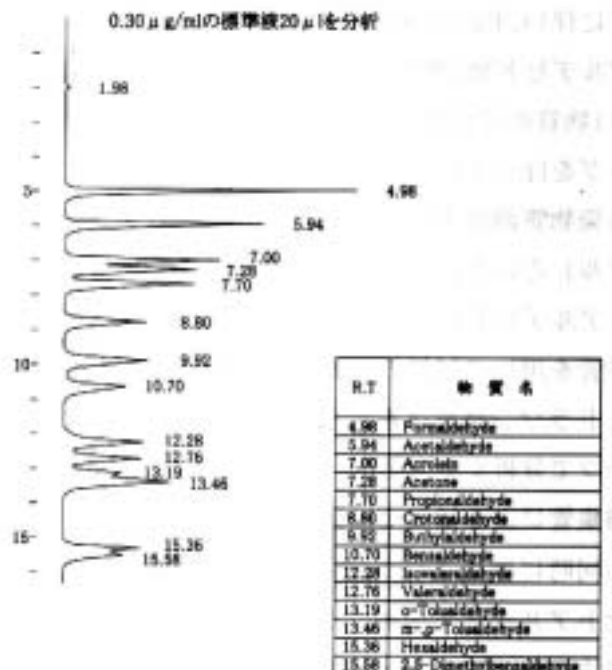 0.30μg/mlの標準液20μlを分析
1.98
5
4.98
5.94
7.00
7.28
7.70
8.80
9.92
10
10.70
12.28
12.76
13.19
13.46
15
15.36
15.58
R.T 物質名
4.98 Formaldehyde
5.94 Acetaldehyde
7.00 Acrolein
7.28 Acetone
7.70 Propionaldehyde
8.80 Crotonaldehyde
9.92 Buthylaldehyde
10.70 Benzaldehyde
12.28 Isovaleraldehyde
12.76 Valeraldehyde
13.19 o-Tolualdehyde
13.46 m-,p-Tolualdehyde
15.36 Hexaldehyde
15.58 2,5-Dimethylbenzaldehyde